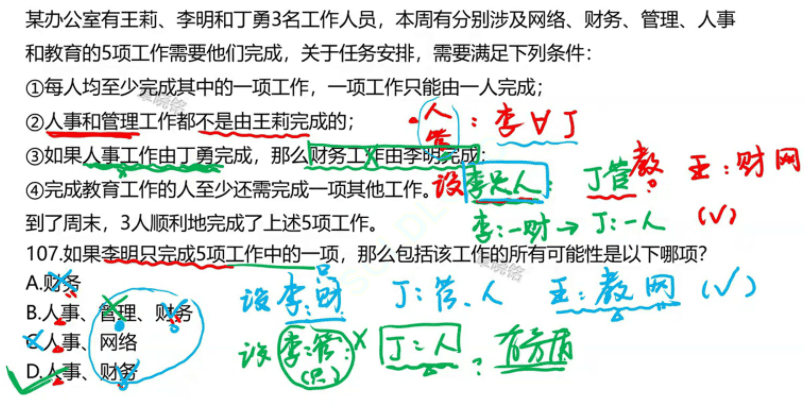 某办公室有王莉、李明和丁勇3名工作人员，本周有分别涉及网络、财务、管理、人事
和教育的5项工作需要他们完成，关于任务安排，需要满足下列条件：
①每人均至少完成其中的一项工作，一项工作只能由一人完成；
②人事和管理工作都不是由王莉完成的；
人
管：李∀丁
③如果人事工作由丁勇完成，那么财务工作由李明完成；
④完成教育工作的人至少还需完成一项其他工作。
设李只人：丁管教 王：财网
李：一财→丁：一人 (√)
到了周末，3人顺利地完成了上述5项工作。
107.如果李明只完成5项工作中的一项，那么包括该工作的所有可能性是以下哪项？
A.财务
只
设李：财 丁：管、人 王：教网 (√)
B.人事、管理、财务
C.人事、网络
设李：管：× 丁：人 ？有矛盾
(只)
D.人事、财务